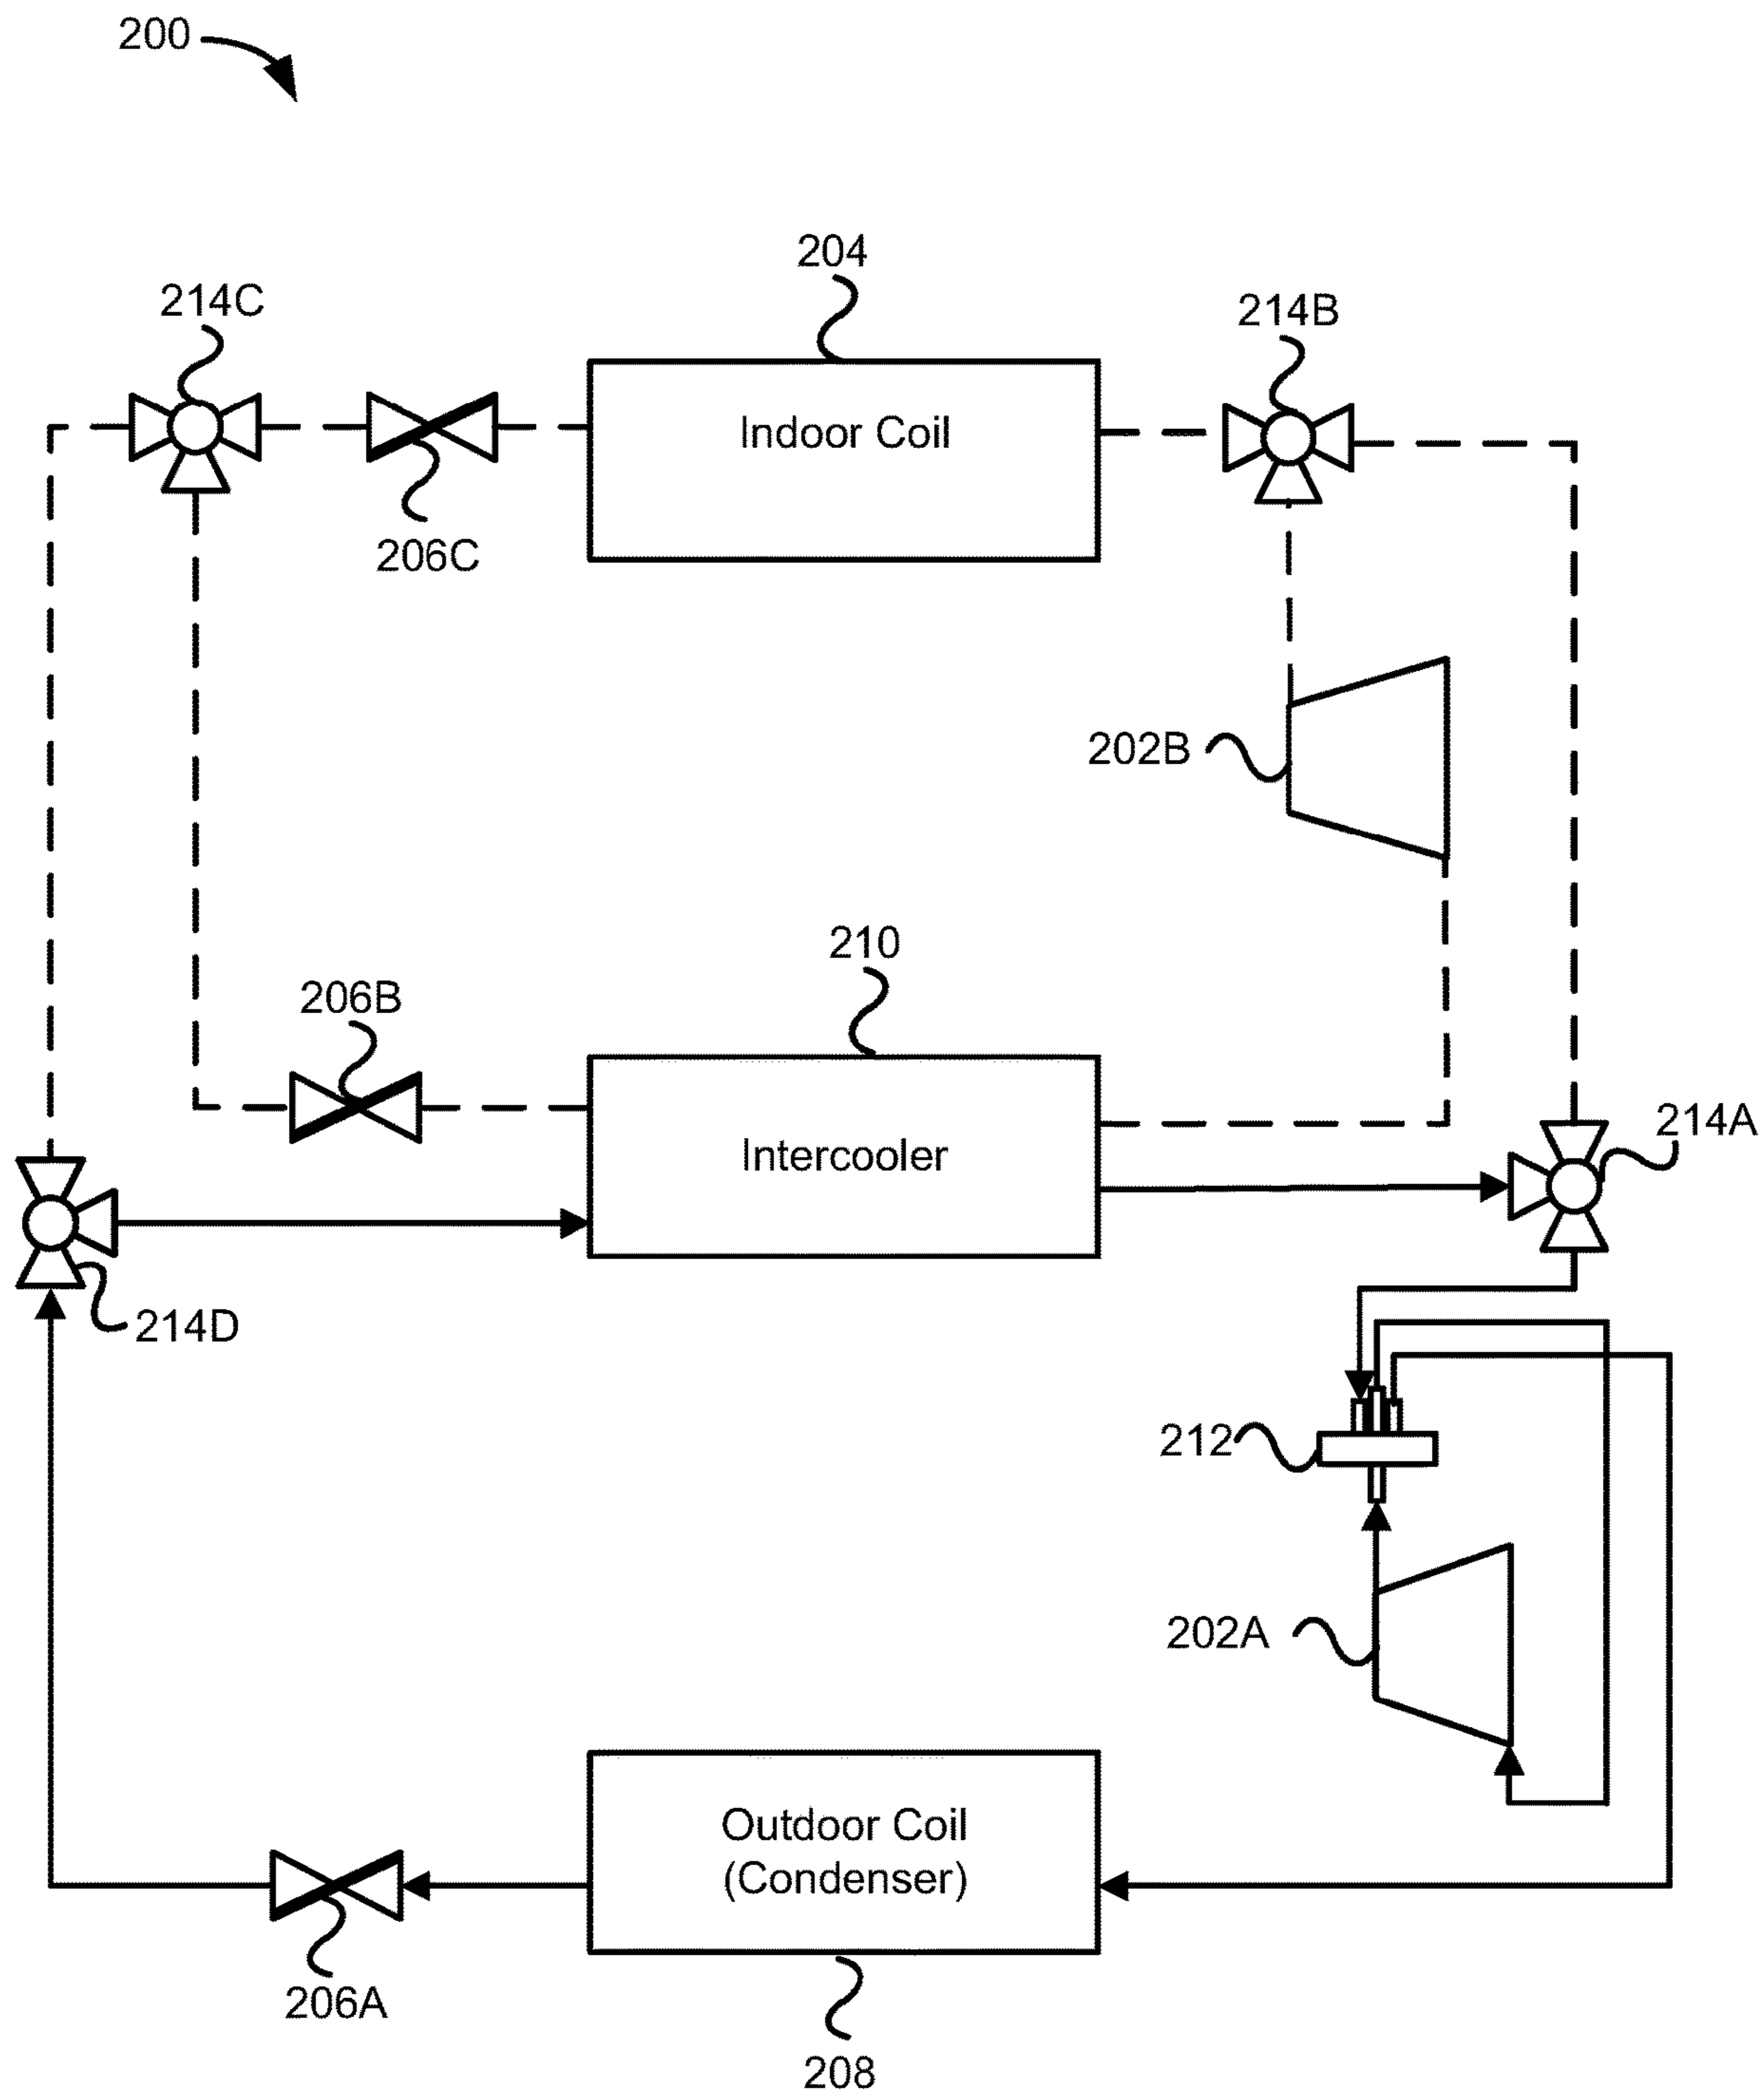 200
204
214C
214B
Indoor Coil
206C
202B
210
206B
214A
Intercooler
214D
212
202A
Outdoor Coil
(Condenser)
206A
208